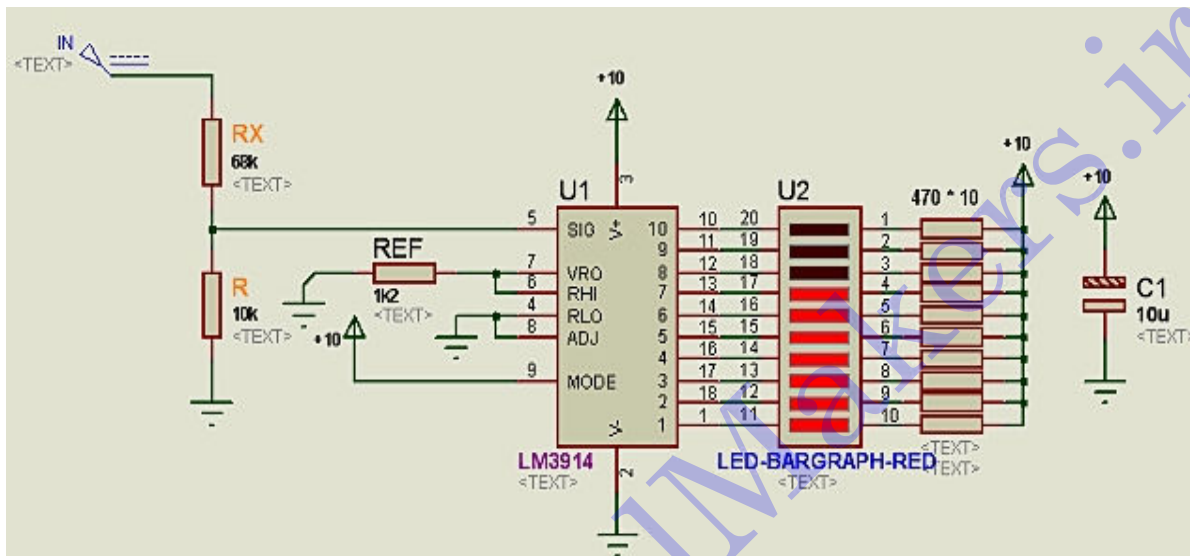 IN
<TEXT>
RX
68k
<TEXT>
R
10k
<TEXT>
REF
1k2
<TEXT>
+10
+10
U1
3
V+
5 SIG
7 VRO
6 RHI
4 RLO
8 ADJ
9 MODE
V-
2
10 10 20
9 11 19
8 12 18
7 13 17
6 14 16
5 15 15
4 16 14
3 17 13
2 18 12
1 1 11
LM3914
<TEXT>
U2
1
2
3
4
5
6
7
8
9
10
LED-BARGRAPH-RED
<TEXT>
470 * 10
<TEXT>
<TEXT>
+10
+10
C1
10u
<TEXT>
lMakers.ir